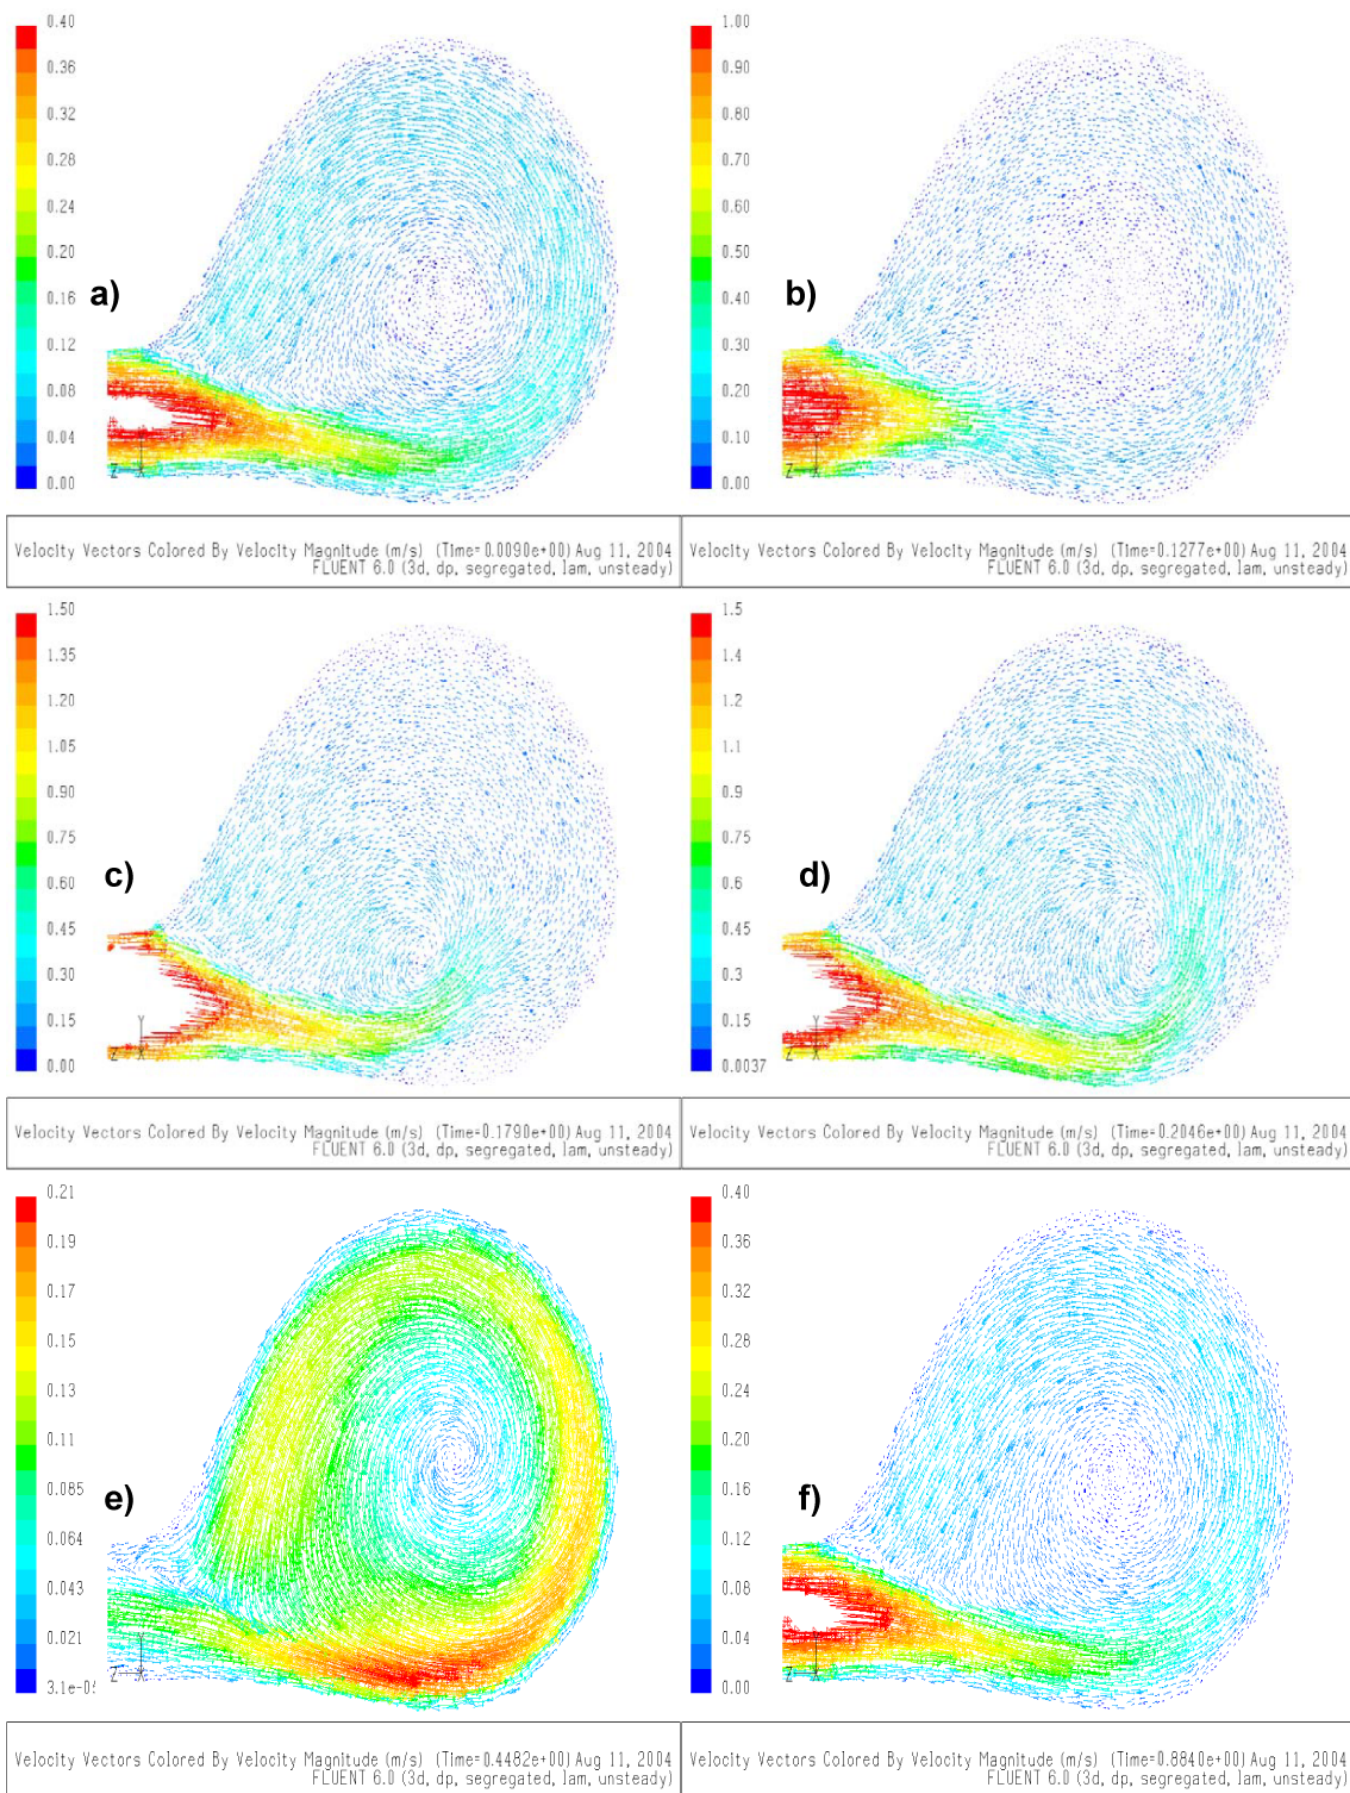 0.40
0.36
0.32
0.28
0.24
0.20
0.16
0.12
0.08
0.04
0.00
a)
Z
X
Velocity Vectors Colored By Velocity Magnitude (m/s) (Time=0.0090e+00) Aug 11, 2004
FLUENT 6.0 (3d, dp, segregated, lam, unsteady)
1.00
0.90
0.80
0.70
0.60
0.50
0.40
0.30
0.20
0.10
0.00
b)
Z
X
Velocity Vectors Colored By Velocity Magnitude (m/s) (Time=0.1277e+00) Aug 11, 2004
FLUENT 6.0 (3d, dp, segregated, lam, unsteady)
1.50
1.35
1.20
1.05
0.90
0.75
0.60
0.45
0.30
0.15
0.00
c)
Y
Z
X
Velocity Vectors Colored By Velocity Magnitude (m/s) (Time=0.1790e+00) Aug 11, 2004
FLUENT 6.0 (3d, dp, segregated, lam, unsteady)
1.5
1.4
1.2
1.1
0.9
0.75
0.6
0.45
0.3
0.15
0.0037
d)
Y
Z
X
Velocity Vectors Colored By Velocity Magnitude (m/s) (Time=0.2046e+00) Aug 11, 2004
FLUENT 6.0 (3d, dp, segregated, lam, unsteady)
0.21
0.19
0.17
0.15
0.13
0.11
0.085
0.064
0.043
0.021
3.1e-05
e)
Y
Z
X
Velocity Vectors Colored By Velocity Magnitude (m/s) (Time=0.4482e+00) Aug 11, 2004
FLUENT 6.0 (3d, dp, segregated, lam, unsteady)
0.40
0.36
0.32
0.28
0.24
0.20
0.16
0.12
0.08
0.04
0.00
f)
Z
X
Velocity Vectors Colored By Velocity Magnitude (m/s) (Time=0.8840e+00) Aug 11, 2004
FLUENT 6.0 (3d, dp, segregated, lam, unsteady)